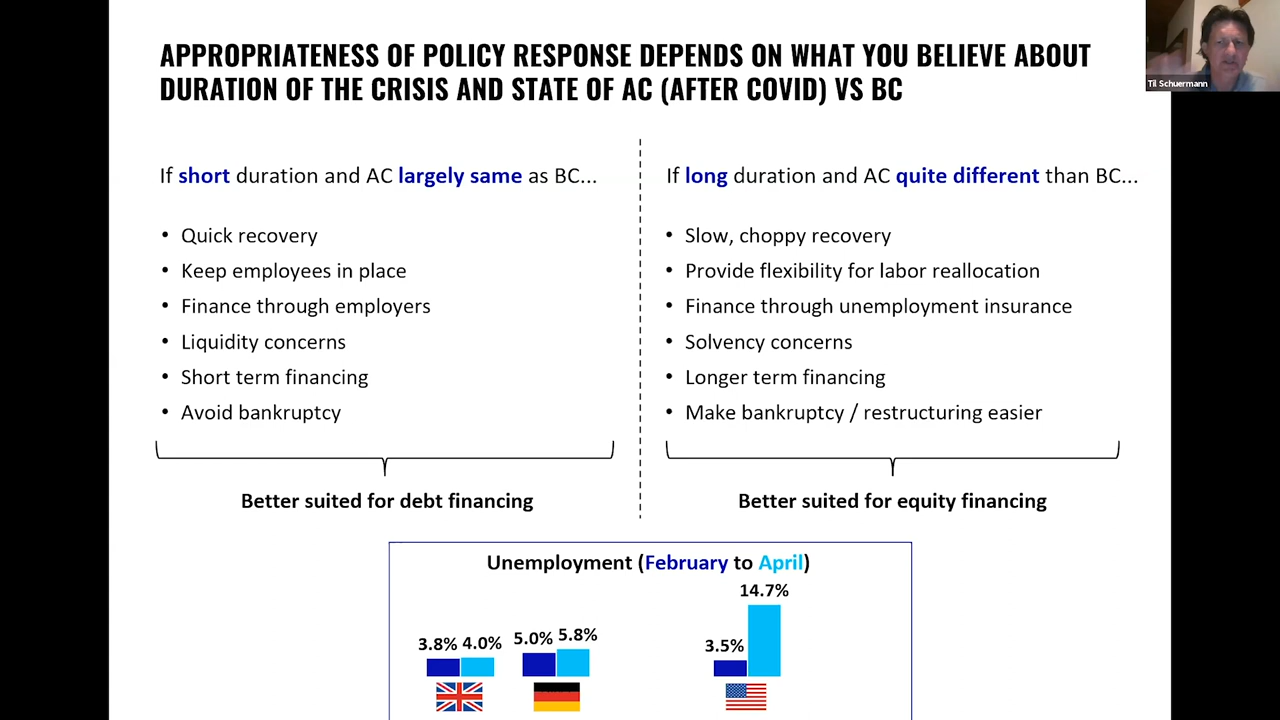 APPROPRIATENESS OF POLICY RESPONSE DEPENDS ON WHAT YOU BELIEVE ABOUT
DURATION OF THE CRISIS AND STATE OF AC (AFTER COVID) VS BC
Til Schuermann
If short duration and AC largely same as BC...
• Quick recovery
• Keep employees in place
• Finance through employers
• Liquidity concerns
• Short term financing
• Avoid bankruptcy
Better suited for debt financing
If long duration and AC quite different than BC...
• Slow, choppy recovery
• Provide flexibility for labor reallocation
• Finance through unemployment insurance
• Solvency concerns
• Longer term financing
• Make bankruptcy / restructuring easier
Better suited for equity financing
Unemployment (February to April)
3.8% 4.0%
5.0% 5.8%
3.5% 14.7%